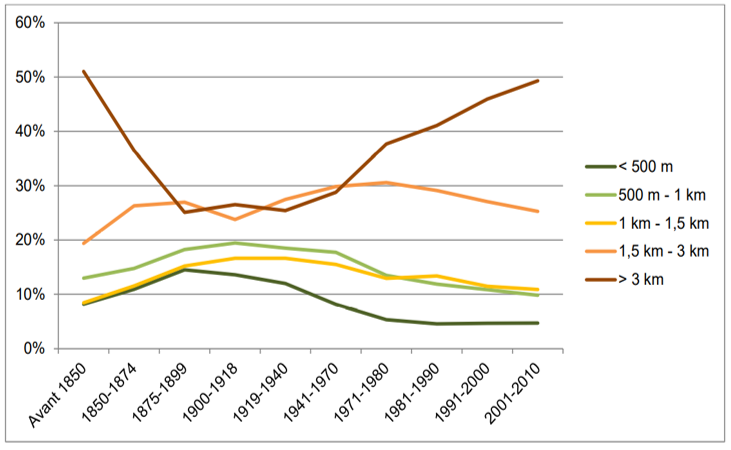 60%
50%
40%
30%
20%
10%
0%
Avant 1850
1850-1874
1875-1899
1900-1918
1919-1940
1941-1970
1971-1980
1981-1990
1991-2000
2001-2010
< 500 m
500 m - 1 km
1 km - 1,5 km
1,5 km - 3 km
> 3 km